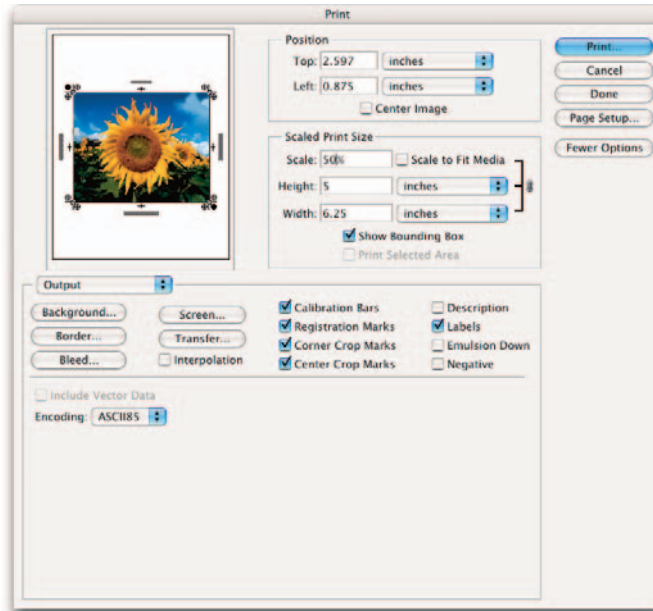 Print
Position
Top: 2.597 inches
Left: 0.875 inches
Center Image
Scaled Print Size
Scale: 50% Scale to Fit Media
Height: 5 inches
Width: 6.25 inches
Show Bounding Box
Print Selected Area
Print...
Cancel
Done
Page Setup...
Fewer Options
Output
Background... Screen...
Border... Transfer...
Bleed... Interpolation
Calibration Bars Description
Registration Marks Labels
Corner Crop Marks Emulsion Down
Center Crop Marks Negative
Include Vector Data
Encoding: ASCII85